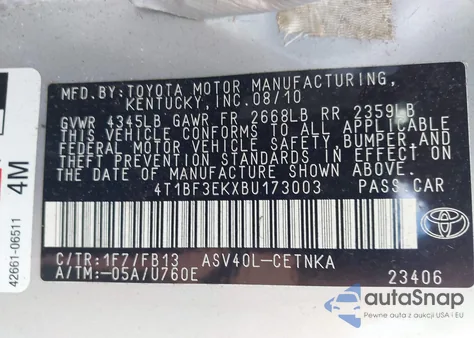 MFD.BY:TOYOTA MOTOR MANUFACTURING,
KENTUCKY,INC.08/10
GVWR 4345LB GAWR FR 2668LB RR 2359LB
THIS VEHICLE CONFORMS TO ALL APPLICABLE
FEDERAL MOTOR VEHICLE SAFETY, BUMPER, AND
THEFT PREVENTION STANDARDS IN EFFECT ON
THE DATE OF MANUFACTURE SHOWN ABOVE.
4T1BF3EKXBU173003 PASS CAR
TOYOTA
C/TR:1F7/FB13 ASV40L-CETNKA
A/TM:-05A/U760E 23406
42661-06511
4M
autoSnap
Pewne auta z USA i EU